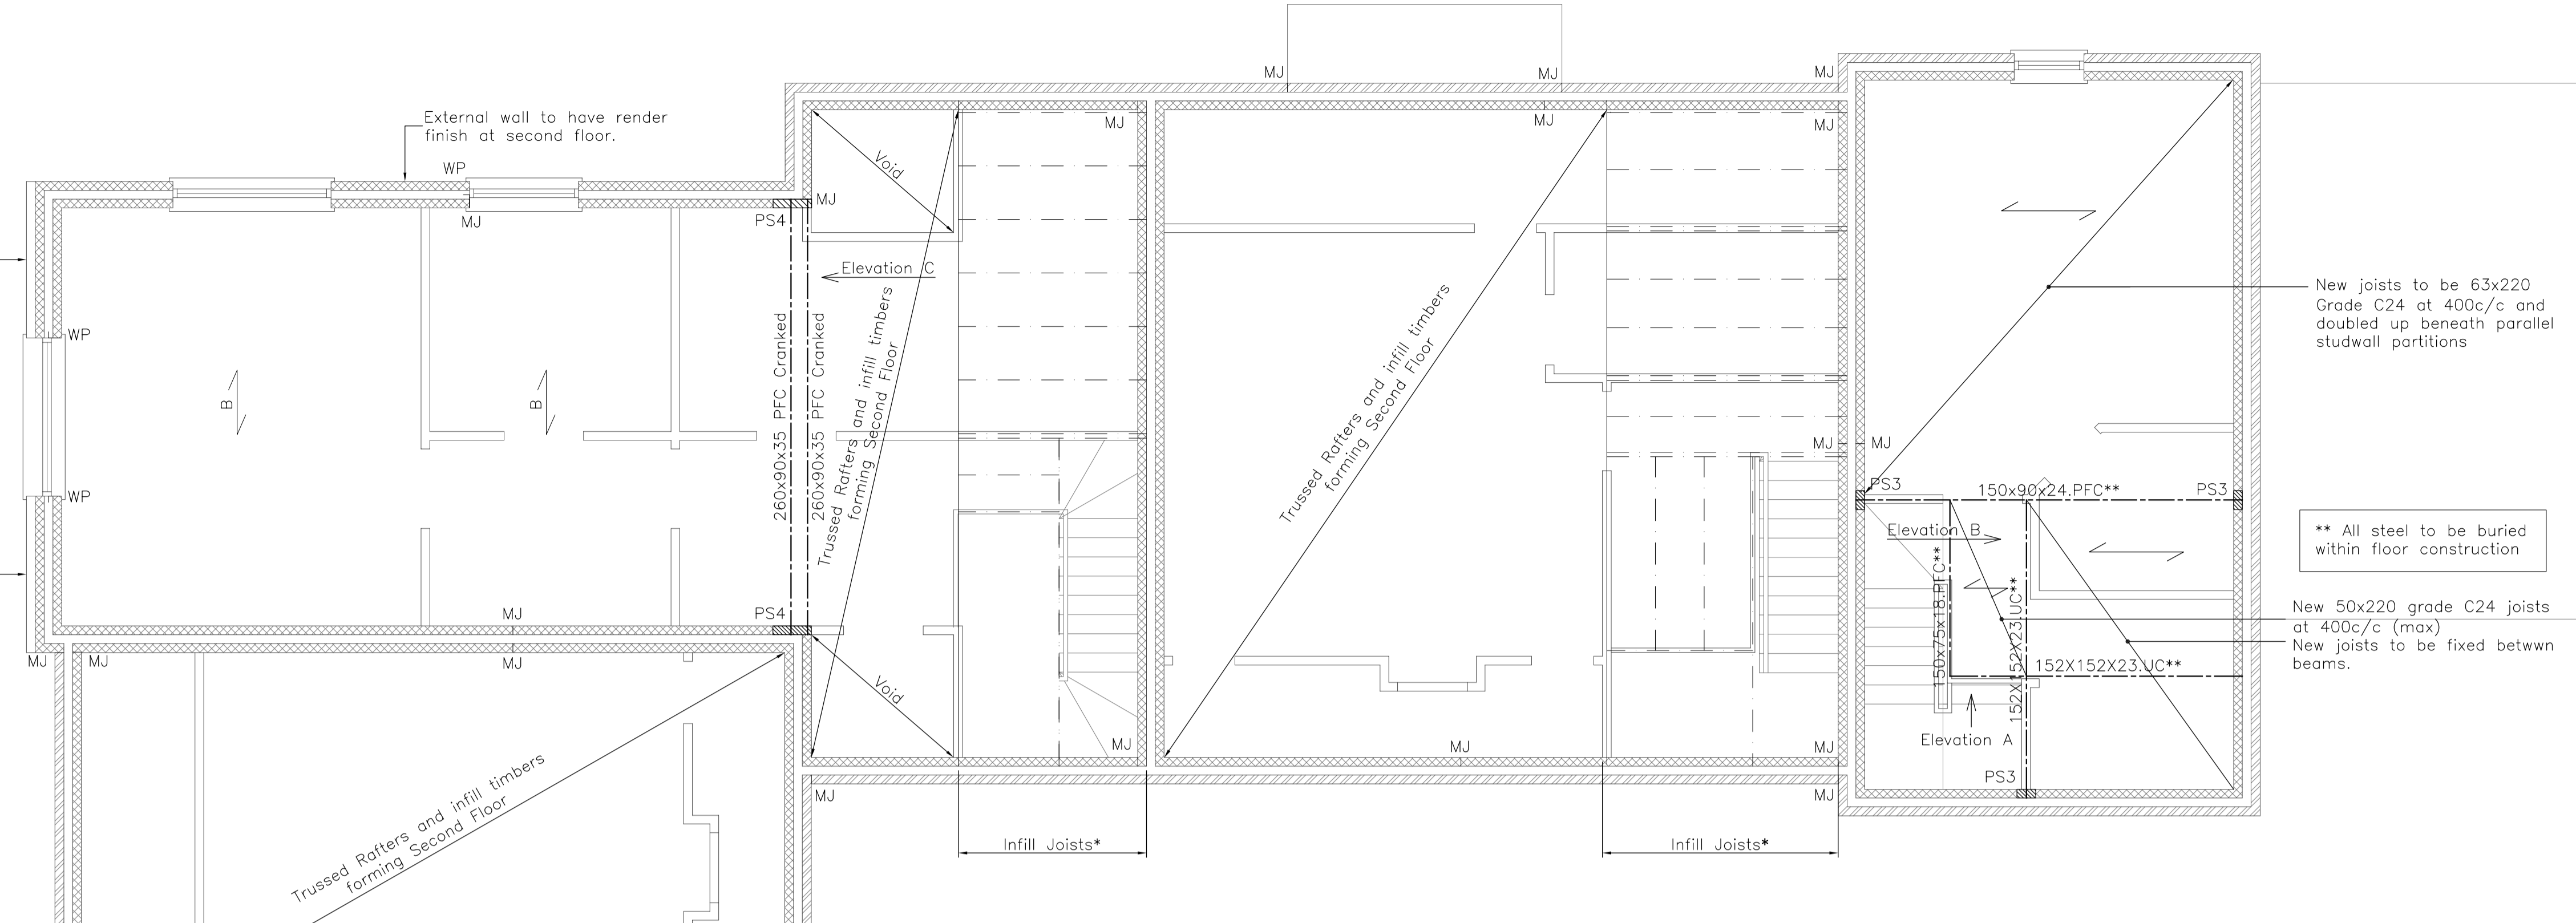 External wall to have render
finish at second floor.
WP
MJ
WP
WP
B
B
MJ
MJ
MJ
MJ
PS4
PS4
MJ
Void
Elevation C
260x90x35 PFC Cranked
260x90x35 PFC Cranked
Trussed Rafters and infill timbers
forming Second Floor
Void
MJ
MJ
MJ
Trussed Rafters and infill timbers
forming Second Floor
Infill Joists*
MJ
MJ
MJ
MJ
MJ
Trussed Rafters and infill timbers
forming Second Floor
MJ
MJ
MJ
MJ
MJ
Infill Joists*
New joists to be 63x220
Grade C24 at 400c/c and
doubled up beneath parallel
studwall partitions
PS3
150x90x24.PFC**
PS3
Elevation B
150x75x18.PFC**
152X152X23.UC**
152X152X23.UC**
Elevation A
PS3
** All steel to be buried
within floor construction
New 50x220 grade C24 joists
at 400c/c (max)
New joists to be fixed betwwn
beams.